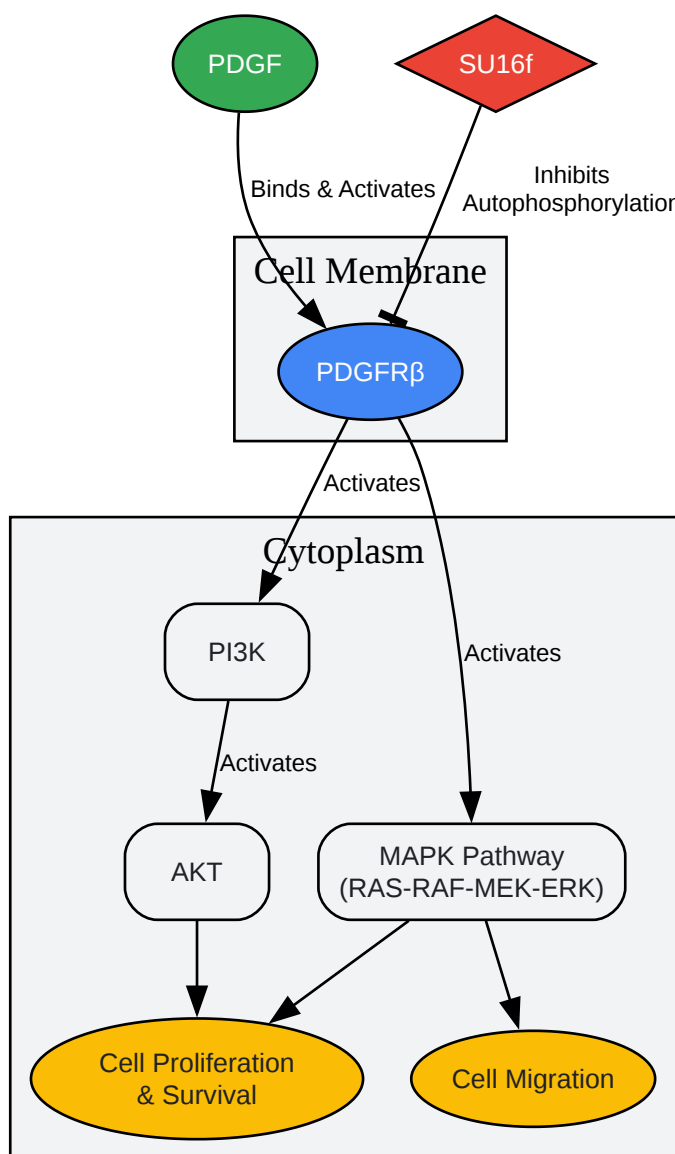 PDGF
SU16f
Binds & Activates
Inhibits
Autophosphorylation
Cell Membrane
PDGFRβ
Activates
Cytoplasm
PI3K
Activates
Activates
AKT
MAPK Pathway
(RAS-RAF-MEK-ERK)
Cell Proliferation
& Survival
Cell Migration